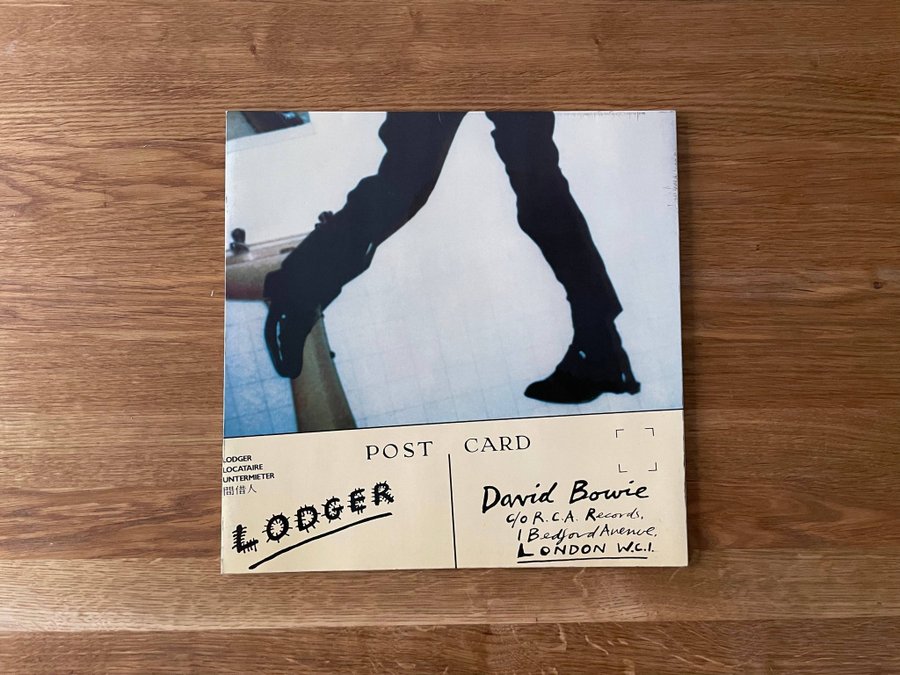 POST CARD
LODGER
LOCATAIRE
UNTERMIETER
間借人
LODGER
David Bowie
c/o R.C.A. Records,
1 Bedford Avenue,
LONDON W.C.1.